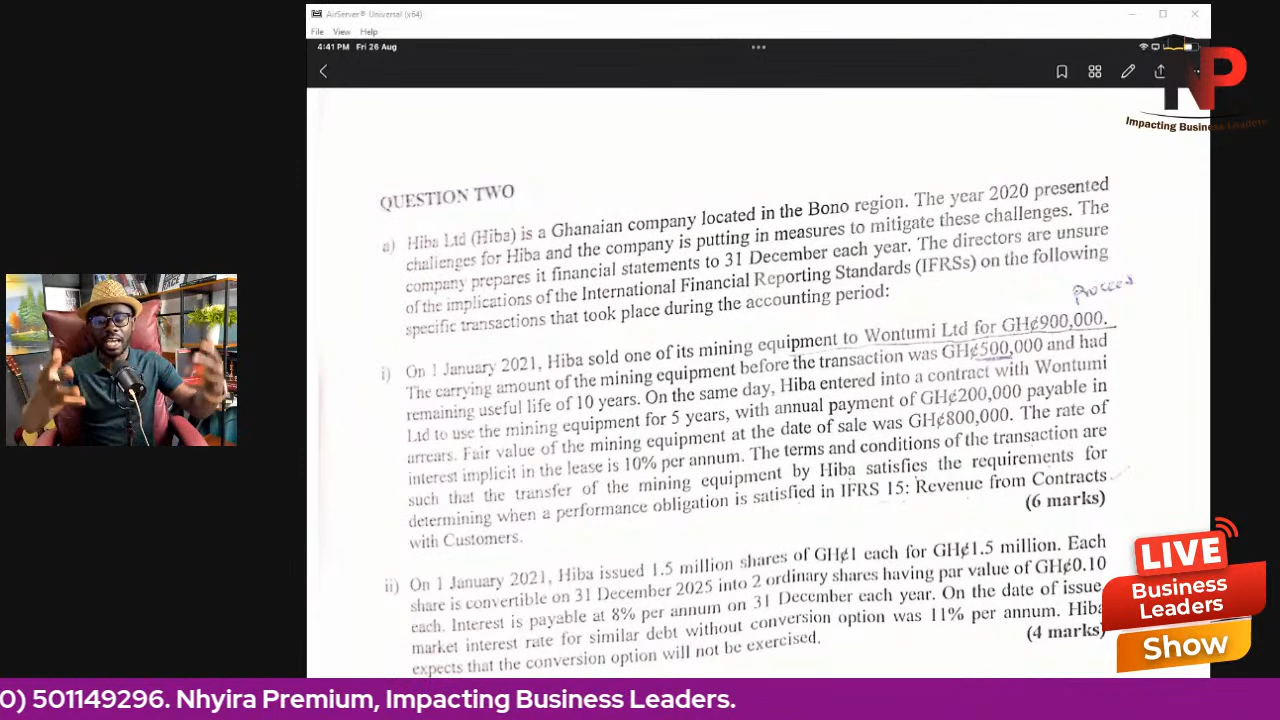 AirServer® Universal (x64)
File View Help
4:41 PM Fri 26 Aug
NP
Impacting Business Leaders
QUESTION TWO
a) Hiba Ltd (Hiba) is a Ghanaian company located in the Bono region. The year 2020 presented
challenges for Hiba and the company is putting in measures to mitigate these challenges. The
company prepares it financial statements to 31 December each year. The directors are unsure
of the implications of the International Financial Reporting Standards (IFRSs) on the following
specific transactions that took place during the accounting period:
Proceed
i) On 1 January 2021, Hiba sold one of its mining equipment to Wontumi Ltd for GH¢900,000.
The carrying amount of the mining equipment before the transaction was GH¢500,000 and had
remaining useful life of 10 years. On the same day, Hiba entered into a contract with Wontumi
Ltd to use the mining equipment for 5 years, with annual payment of GH¢200,000 payable in
arrears. Fair value of the mining equipment at the date of sale was GH¢800,000. The rate of
interest implicit in the lease is 10% per annum. The terms and conditions of the transaction are
such that the transfer of the mining equipment by Hiba satisfies the requirements for
determining when a performance obligation is satisfied in IFRS 15: Revenue from Contracts
with Customers.
(6 marks)
ii) On 1 January 2021, Hiba issued 1.5 million shares of GH¢1 each for GH¢1.5 million. Each
share is convertible on 31 December 2025 into 2 ordinary shares having par value of GH¢0.10
each. Interest is payable at 8% per annum on 31 December each year. On the date of issue,
market interest rate for similar debt without conversion option was 11% per annum. Hiba
expects that the conversion option will not be exercised.
(4 marks)
LIVE
Business
Leaders
Show
0) 501149296. Nhyira Premium, Impacting Business Leaders.